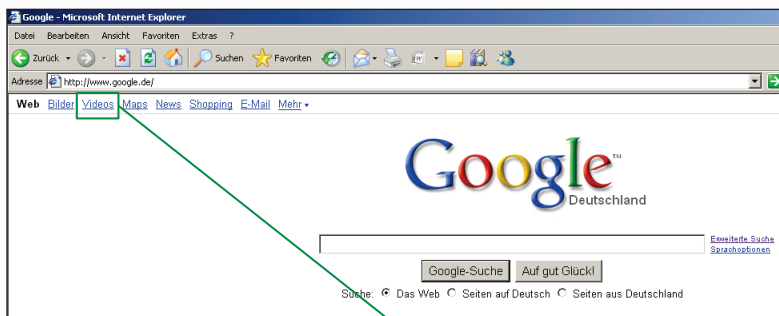 Google - Microsoft Internet Explorer
Datei Bearbeiten Ansicht Favoriten Extras ?
Zurück Suchen Favoriten
Adresse http://www.google.de/
Web Bilder Videos Maps News Shopping E-Mail Mehr
Google™
Deutschland
Erweiterte Suche
Sprachoptionen
Google-Suche Auf gut Glück!
Suche: Das Web Seiten auf Deutsch Seiten aus Deutschland